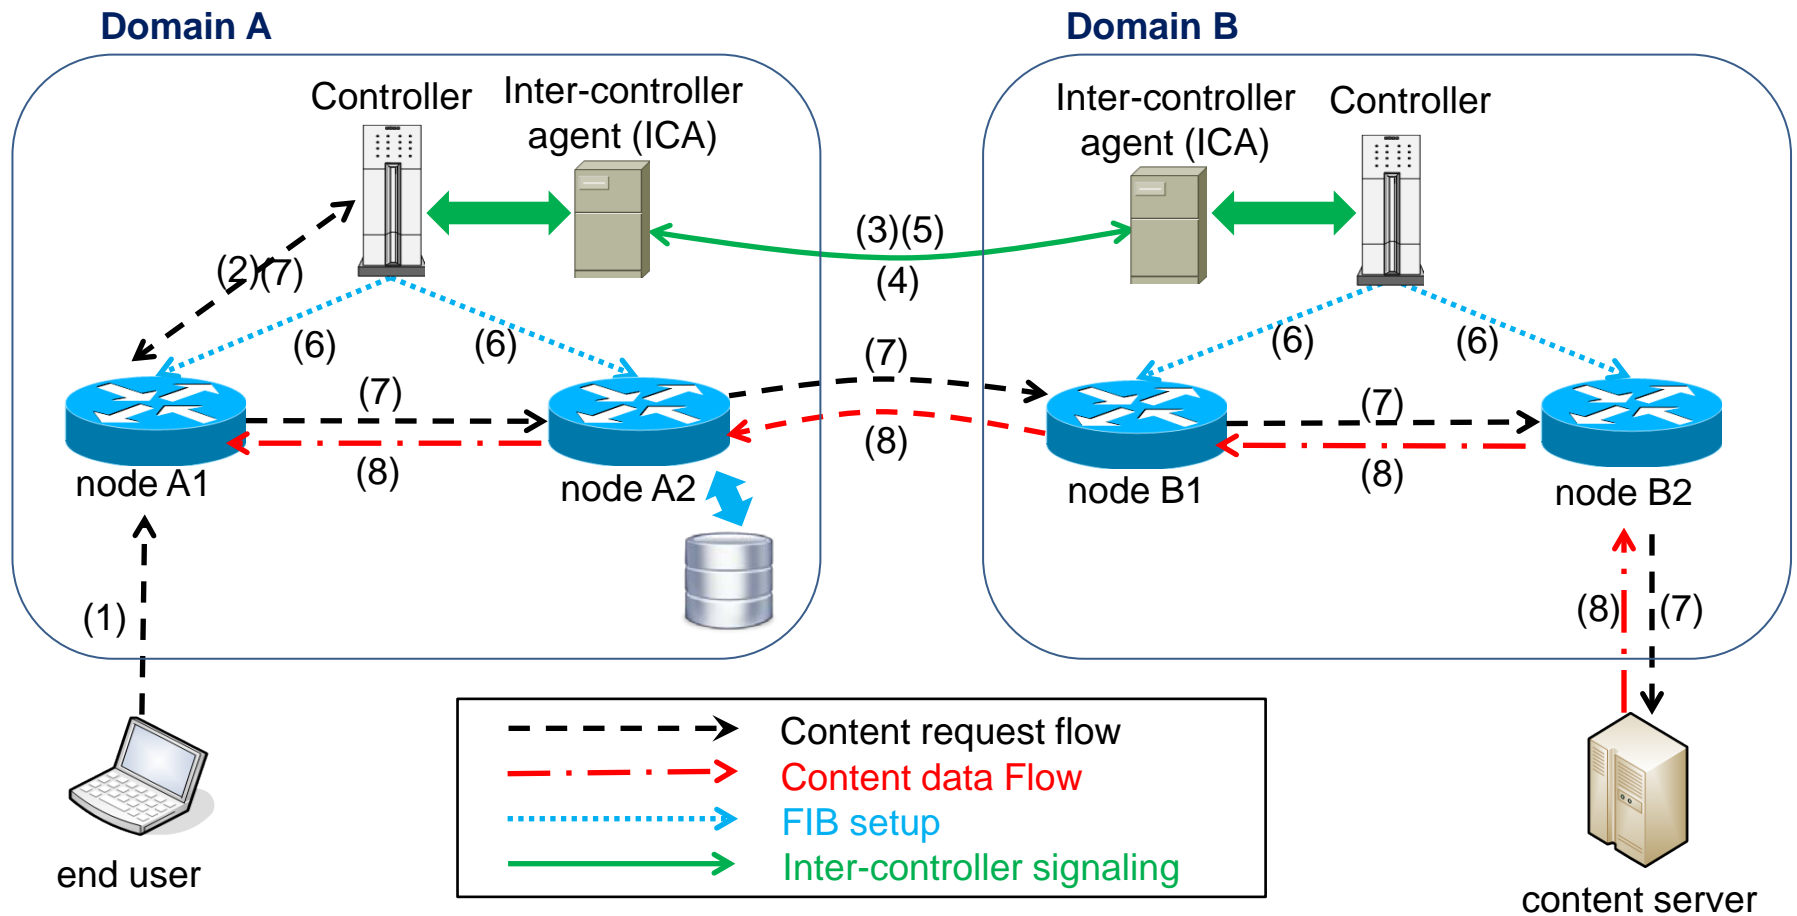 Domain A
Domain B
Controller
Inter-controller
agent (ICA)
Inter-controller
agent (ICA)
Controller
(3)(5)
(4)
(2)(7)
(6)
(6)
(6)
(6)
(7)
(7)
(7)
(8)
(8)
(8)
node A1
node A2
node B1
node B2
(1)
(8)
(7)
Content request flow
Content data Flow
FIB setup
Inter-controller signaling
end user
content server